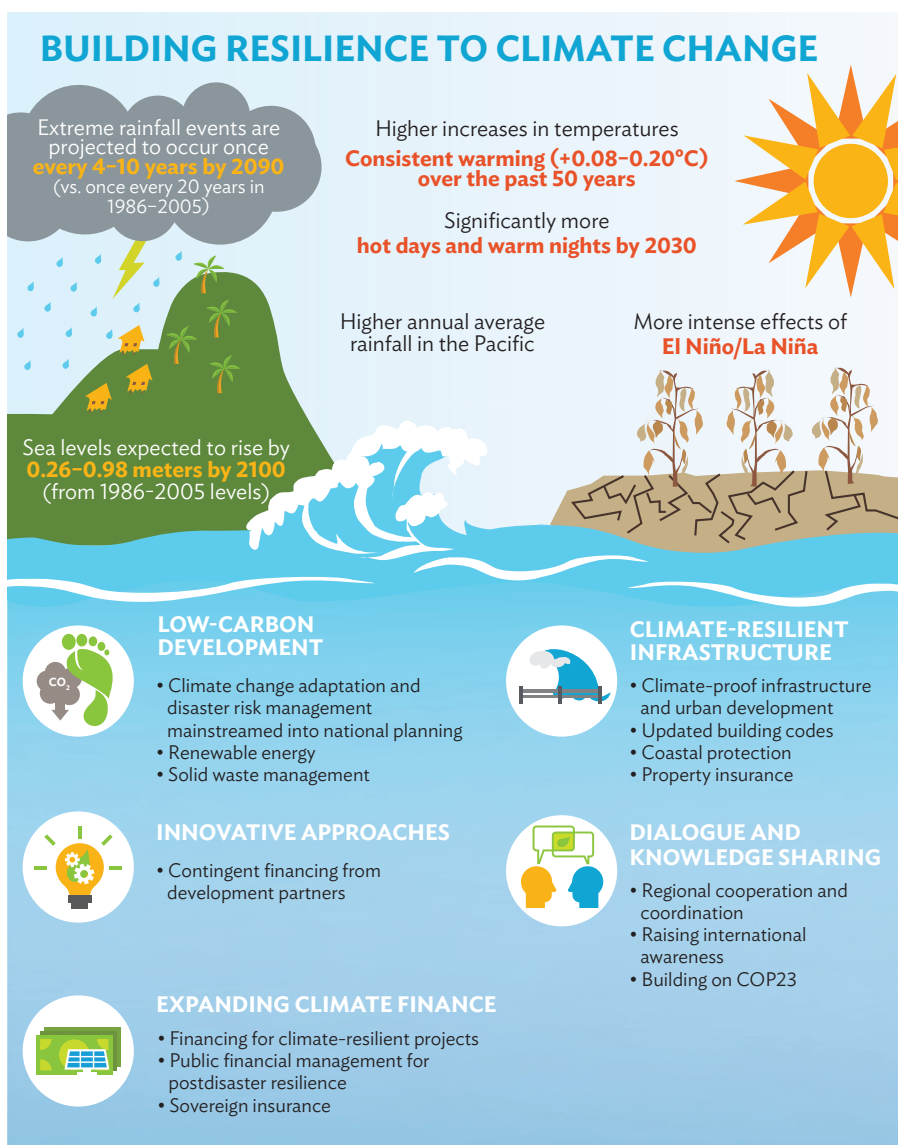 BUILDING RESILIENCE TO CLIMATE CHANGE
Extreme rainfall events are
projected to occur once
every 4–10 years by 2090
(vs. once every 20 years in
1986–2005)
Higher increases in temperatures
Consistent warming (+0.08–0.20°C)
over the past 50 years
Significantly more
hot days and warm nights by 2030
Higher annual average
rainfall in the Pacific
More intense effects of
El Niño/La Niña
Sea levels expected to rise by
0.26–0.98 meters by 2100
(from 1986-2005 levels)
CO₂
LOW-CARBON
DEVELOPMENT
• Climate change adaptation and
disaster risk management
mainstreamed into national planning
• Renewable energy
• Solid waste management
CLIMATE-RESILIENT
INFRASTRUCTURE
• Climate-proof infrastructure
and urban development
• Updated building codes
• Coastal protection
• Property insurance
INNOVATIVE APPROACHES
• Contingent financing from
development partners
DIALOGUE AND
KNOWLEDGE SHARING
• Regional cooperation and
coordination
• Raising international
awareness
• Building on COP23
EXPANDING CLIMATE FINANCE
• Financing for climate-resilient projects
• Public financial management for
postdisaster resilience
• Sovereign insurance